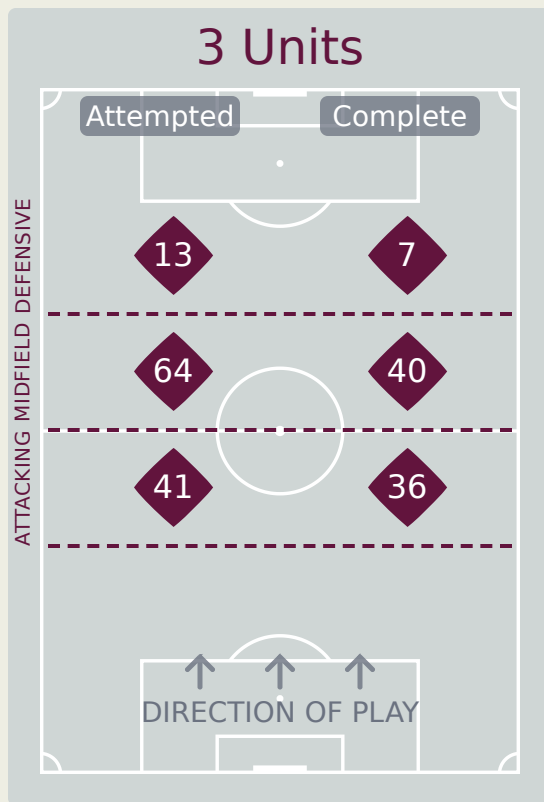 3 Units
Attempted Complete
ATTACKING MIDFIELD DEFENSIVE
13 7
64 40
41 36
DIRECTION OF PLAY